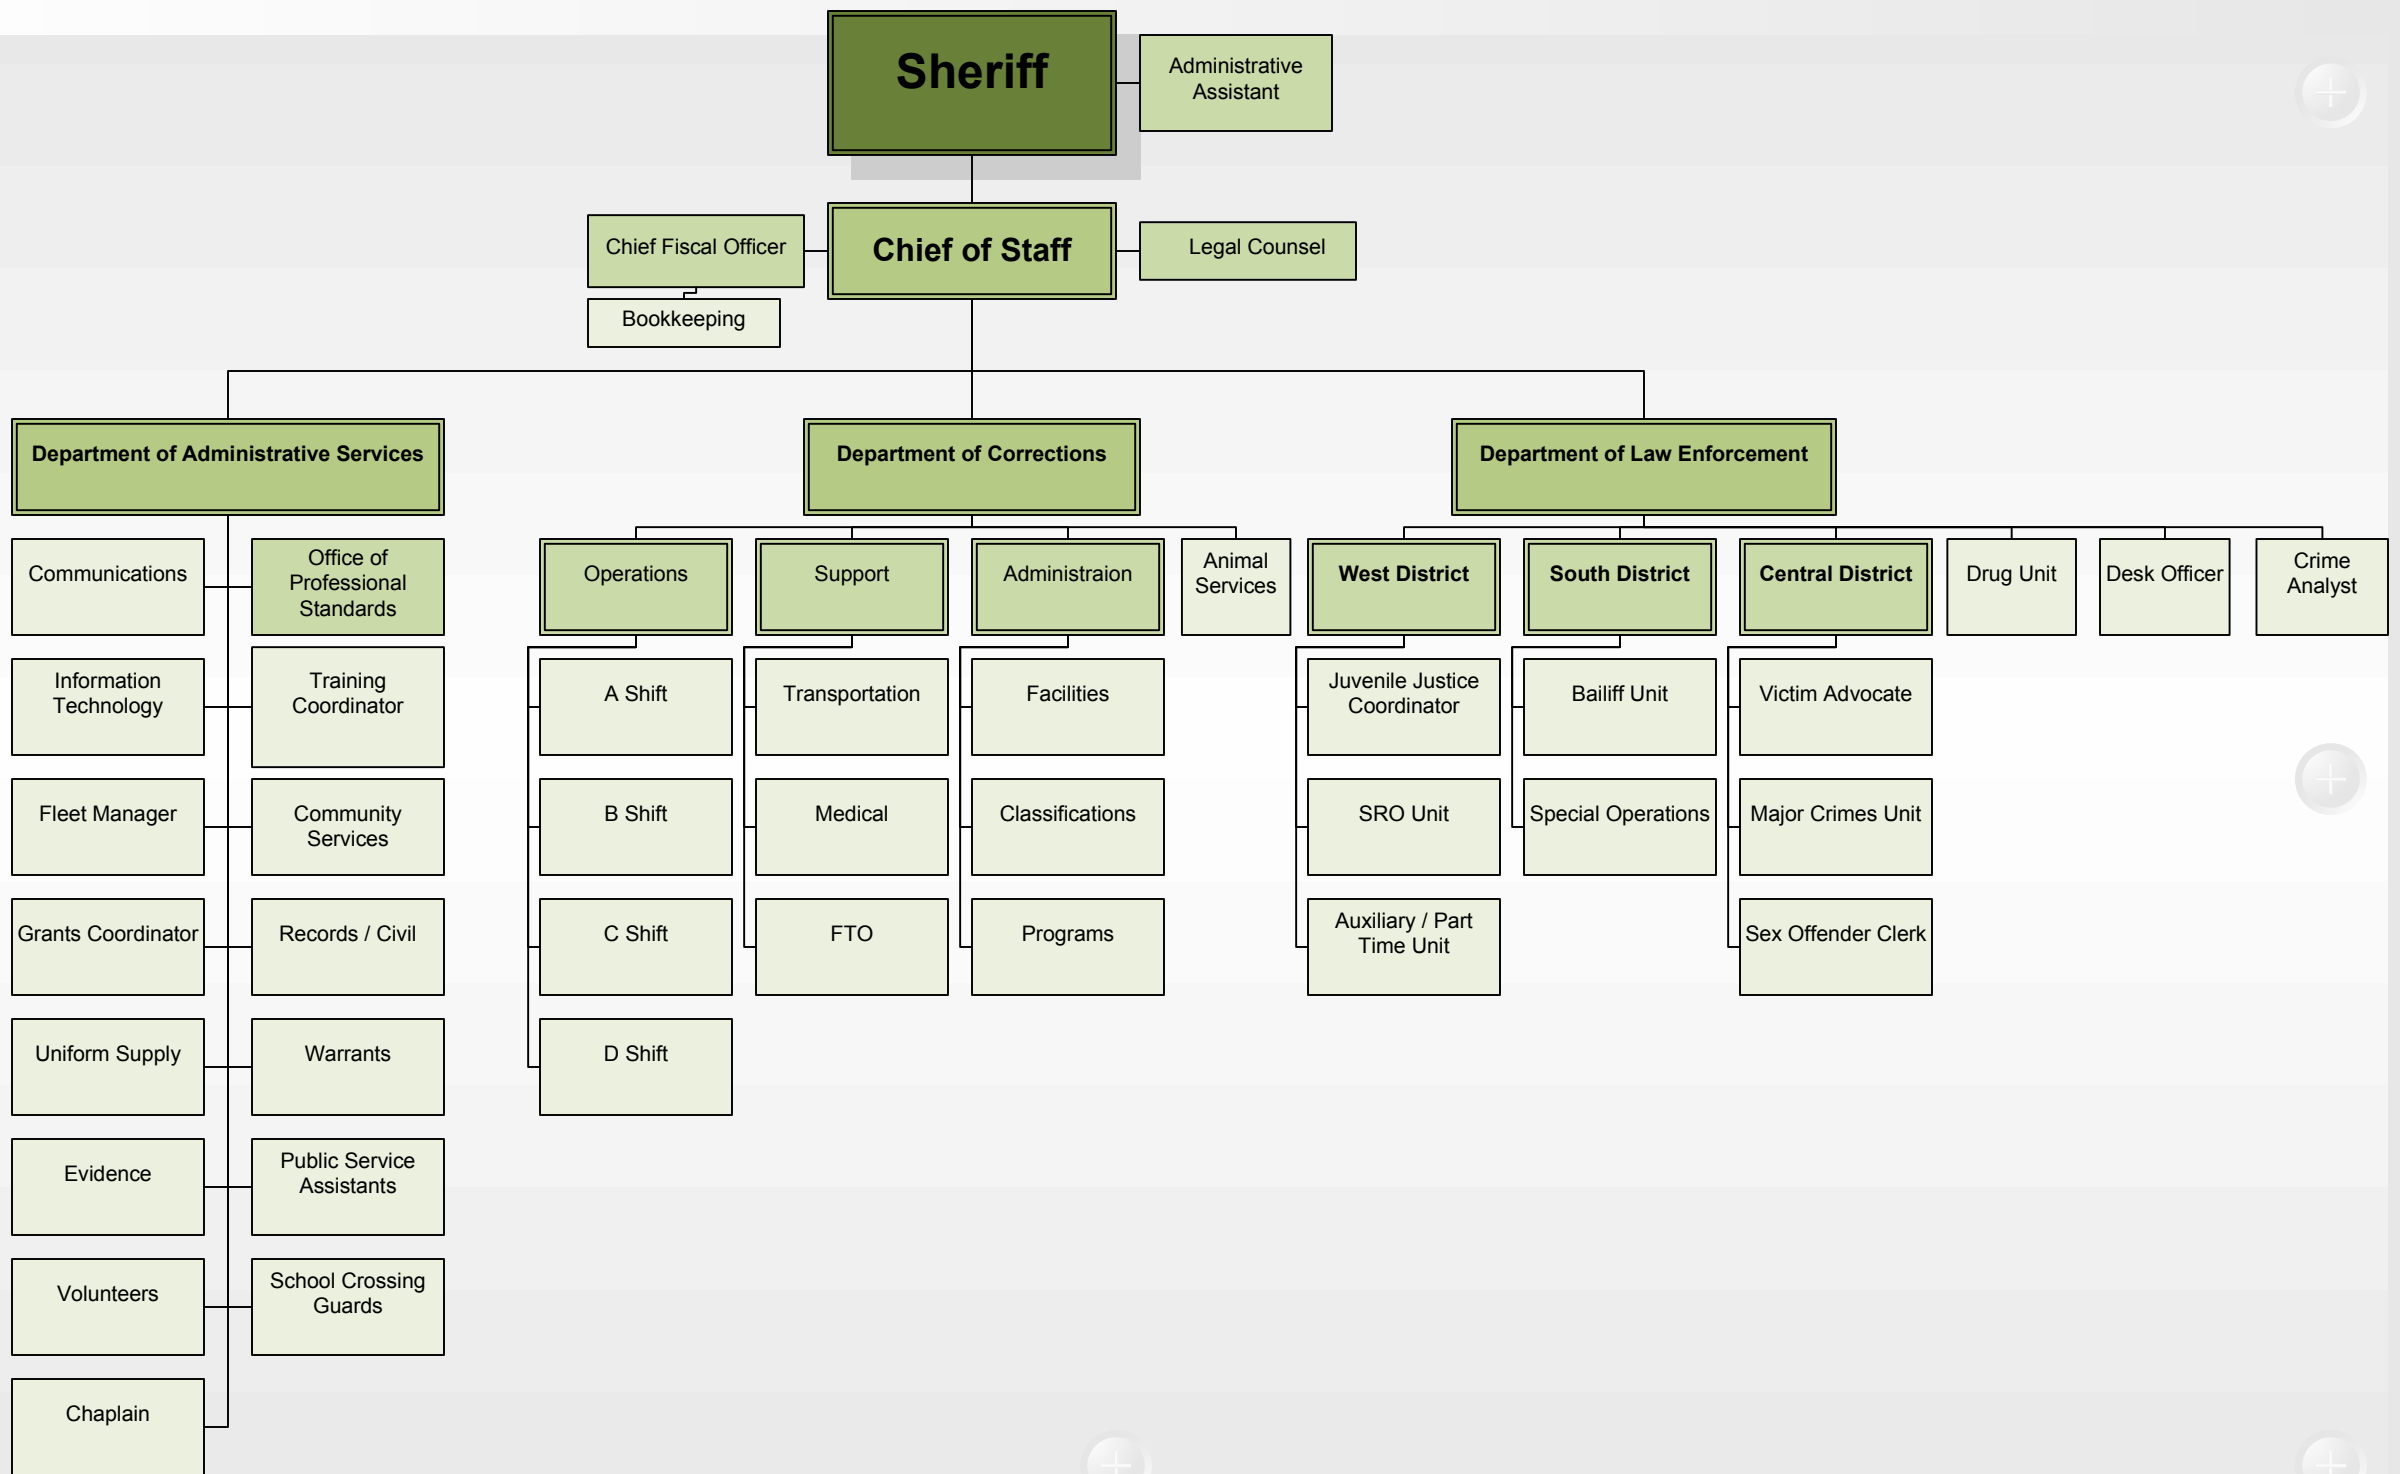 Sheriff
Administrative
Assistant
Chief Fiscal Officer
Chief of Staff
Legal Counsel
Bookkeeping
Department of Administrative Services
Department of Corrections
Department of Law Enforcement
Communications
Office of
Professional
Standards
Operations
Support
Administraion
Animal
Services
West District
South District
Central District
Drug Unit
Desk Officer
Crime
Analyst
Information
Technology
Training
Coordinator
A Shift
Transportation
Facilities
Juvenile Justice
Coordinator
Bailiff Unit
Victim Advocate
Fleet Manager
Community
Services
B Shift
Medical
Classifications
SRO Unit
Special Operations
Major Crimes Unit
Grants Coordinator
Records / Civil
C Shift
FTO
Programs
Auxiliary / Part
Time Unit
Sex Offender Clerk
Uniform Supply
Warrants
D Shift
Evidence
Public Service
Assistants
Volunteers
School Crossing
Guards
Chaplain